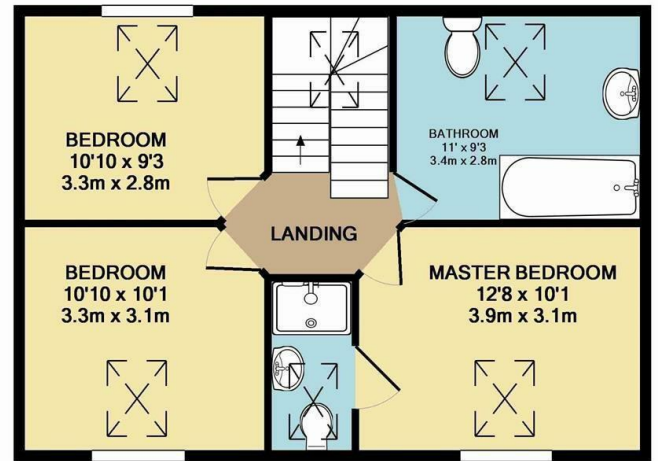 BEDROOM
10'10 x 9'3
3.3m x 2.8m
BATHROOM
11' x 9'3
3.4m x 2.8m
LANDING
BEDROOM
10'10 x 10'1
3.3m x 3.1m
MASTER BEDROOM
12'8 x 10'1
3.9m x 3.1m